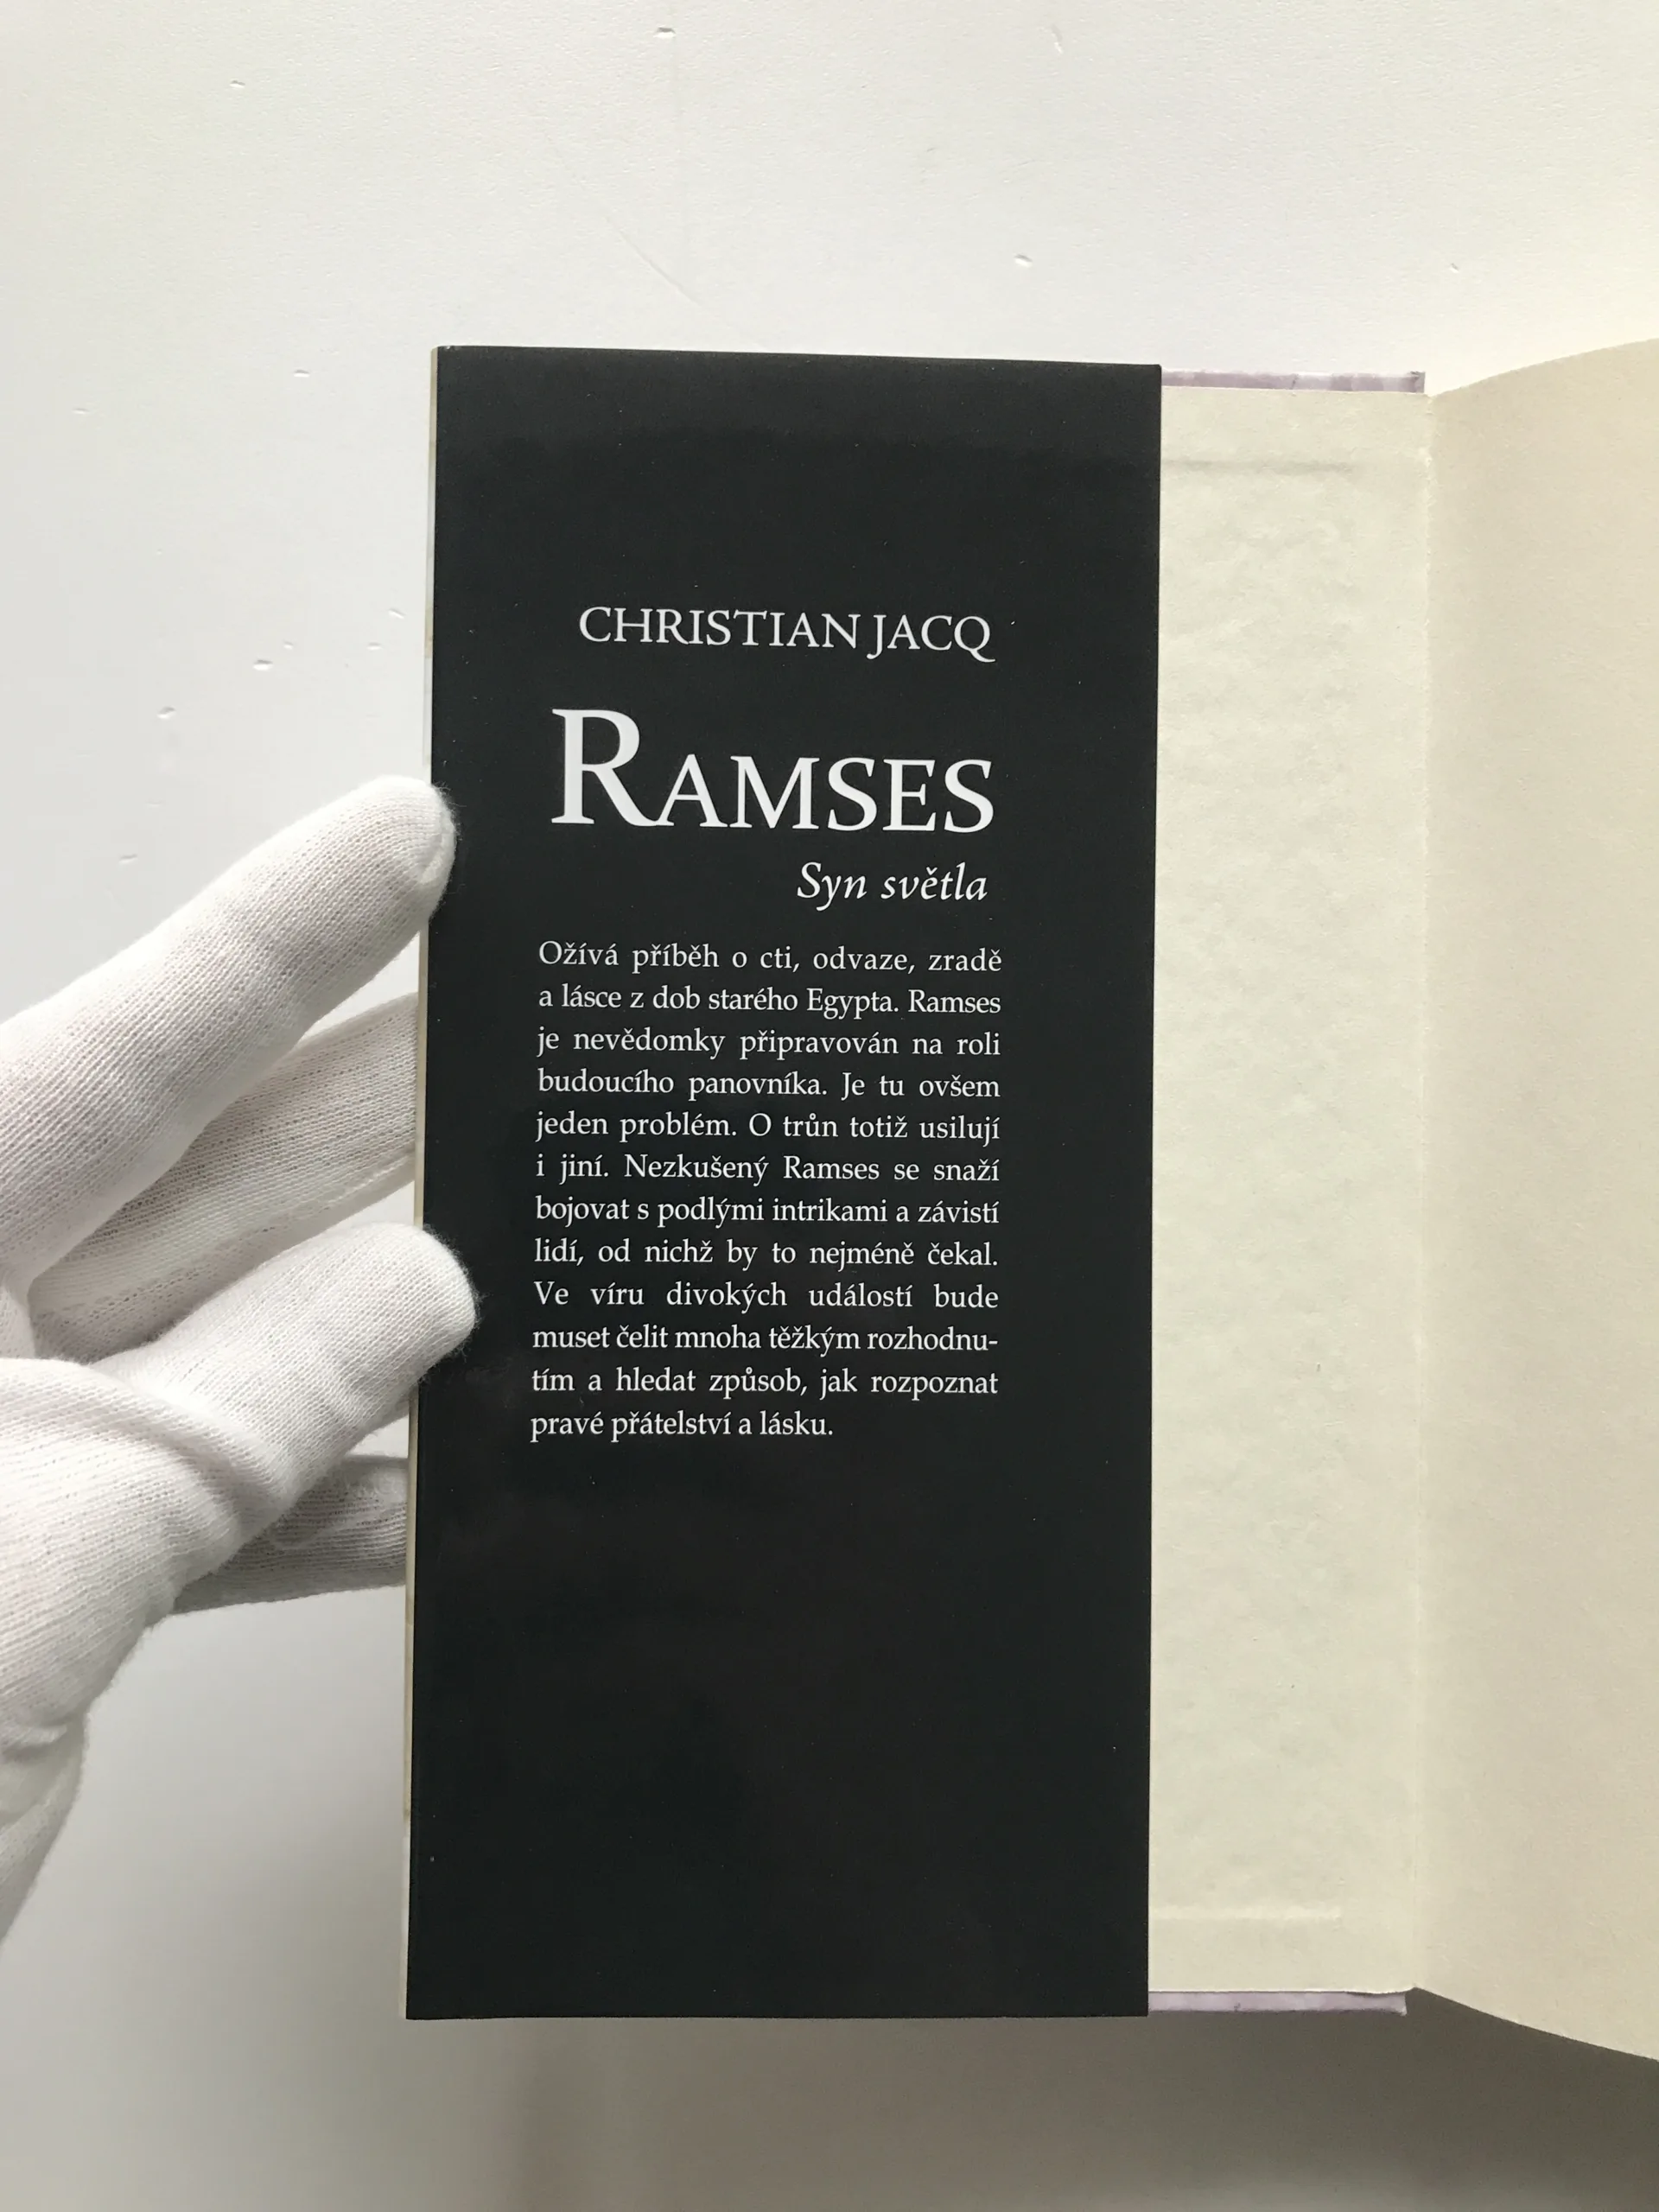 CHRISTIAN JACQ
RAMSES
Syn světla
Ožívá příběh o cti, odvaze, zradě
a lásce z dob starého Egypta. Ramses
je nevědomky připravován na roli
budoucího panovníka. Je tu ovšem
jeden problém. O trůn totiž usilují
i jiní. Nezkušený Ramses se snaží
bojovat s podlými intrikami a závistí
lidí, od nichž by to nejméně čekal.
Ve víru divokých událostí bude
muset čelit mnoha těžkým rozhodnu-
tím a hledat způsob, jak rozpoznat
pravé přátelství a lásku.